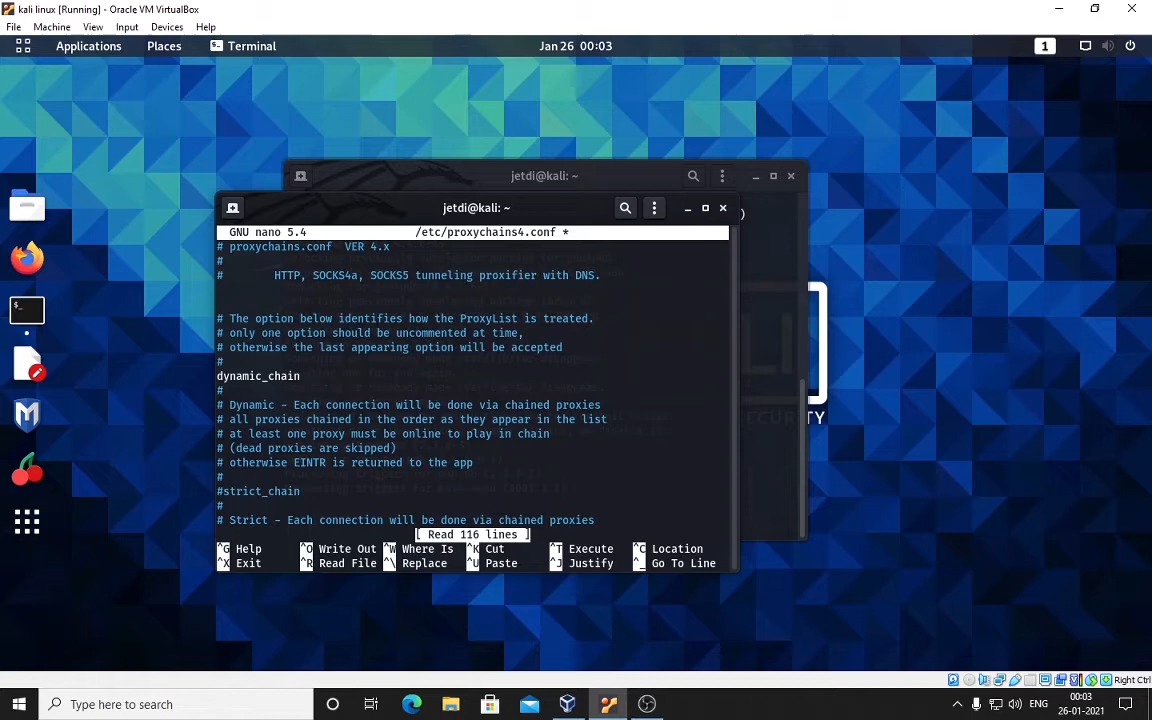 kali linux [Running] - Oracle VM VirtualBox
File Machine View Input Devices Help
Applications Places Terminal Jan 26 00:03 1
jetdi@kali: ~
jetdi@kali: ~
GNU nano 5.4 /etc/proxychains4.conf *
# proxychains.conf VER 4.x
#
# HTTP, SOCKS4a, SOCKS5 tunneling proxifier with DNS.
# The option below identifies how the ProxyList is treated.
# only one option should be uncommented at time,
# otherwise the last appearing option will be accepted
#
dynamic_chain
#
# Dynamic - Each connection will be done via chained proxies
# all proxies chained in the order as they appear in the list
# at least one proxy must be online to play in chain
# (dead proxies are skipped)
# otherwise EINTR is returned to the app
#
#strict_chain
#
# Strict - Each connection will be done via chained proxies
[ Read 116 lines ]
^G Help ^O Write Out ^W Where Is ^K Cut ^T Execute ^C Location
^X Exit ^R Read File ^\ Replace ^U Paste ^J Justify ^_ Go To Line
Right Ctrl
Type here to search
ENG
00:03
26-01-2021